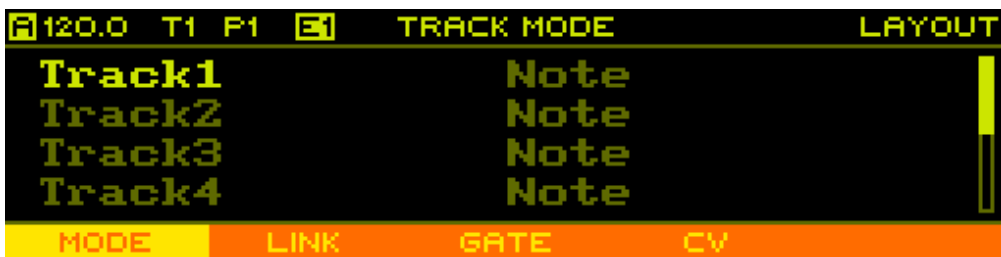 A 120.0 T1 P1 E1 TRACK MODE LAYOUT
Track1 Note
Track2 Note
Track3 Note
Track4 Note
MODE LINK GATE CV